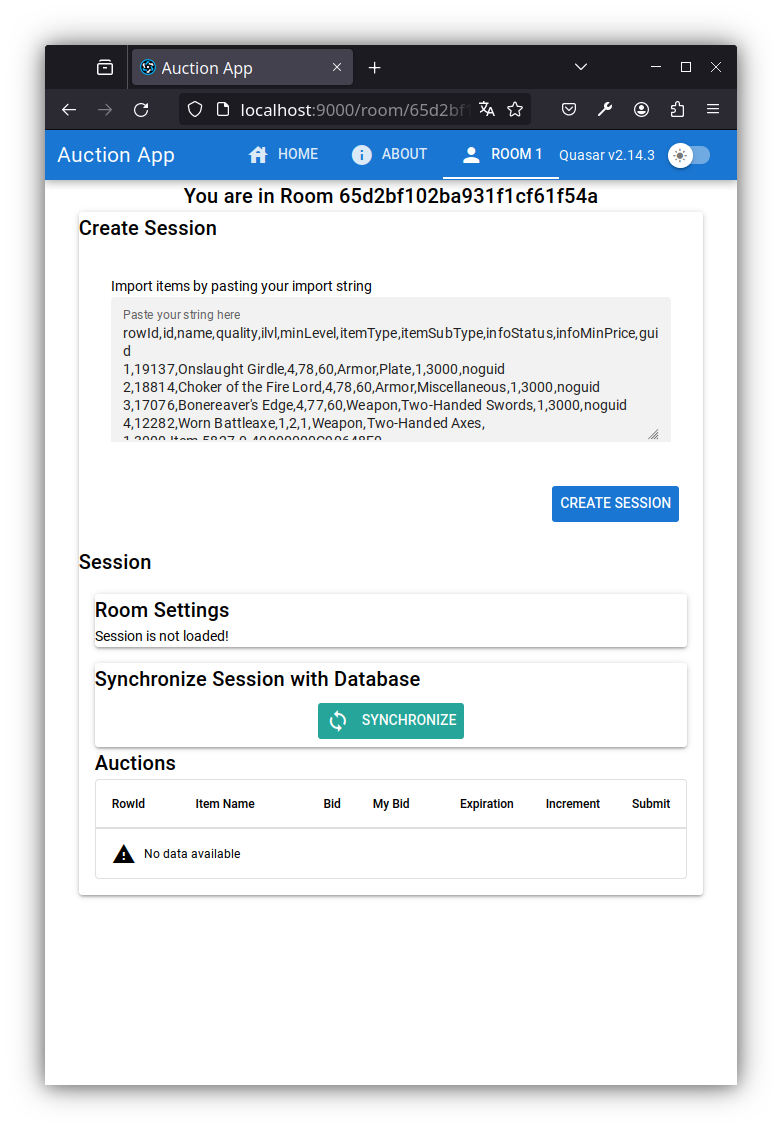 Auction App
localhost:9000/room/65d2bf1
Auction App
HOME
ABOUT
ROOM 1
Quasar v2.14.3
You are in Room 65d2bf102ba931f1cf61f54a
Create Session
Import items by pasting your import string
Paste your string here
rowId,id,name,quality,ilvl,minLevel,itemType,itemSubType,infoStatus,infoMinPrice,gui
d
1,19137,Onslaught Girdle,4,78,60,Armor,Plate,1,3000,noguid
2,18814,Choker of the Fire Lord,4,78,60,Armor,Miscellaneous,1,3000,noguid
3,17076,Bonereaver's Edge,4,77,60,Weapon,Two-Handed Swords,1,3000,noguid
4,12282,Worn Battleaxe,1,2,1,Weapon,Two-Handed Axes,
CREATE SESSION
Session
Room Settings
Session is not loaded!
Synchronize Session with Database
SYNCHRONIZE
Auctions
RowId Item Name Bid My Bid Expiration Increment Submit
No data available